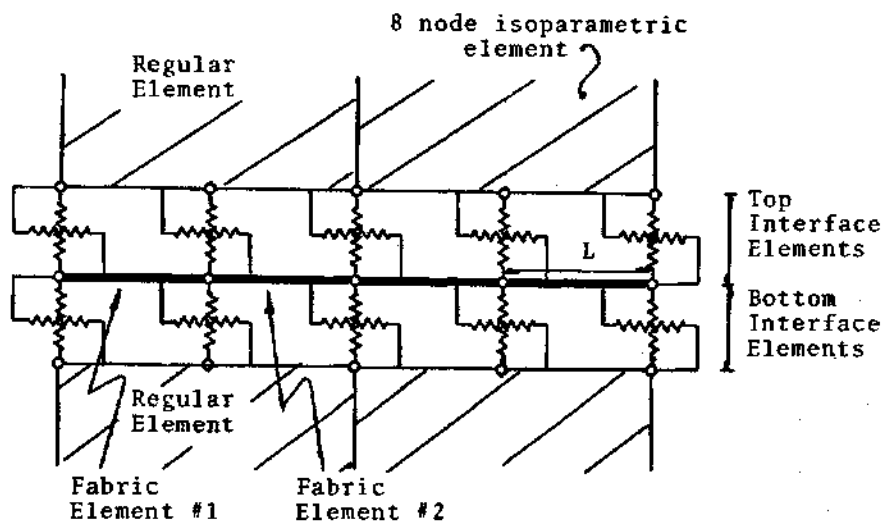 8 node isoparametric
element
Regular
Element
Top
Interface
Elements
L
Bottom
Interface
Elements
Regular
Element
Fabric
Element #1
Fabric
Element #2